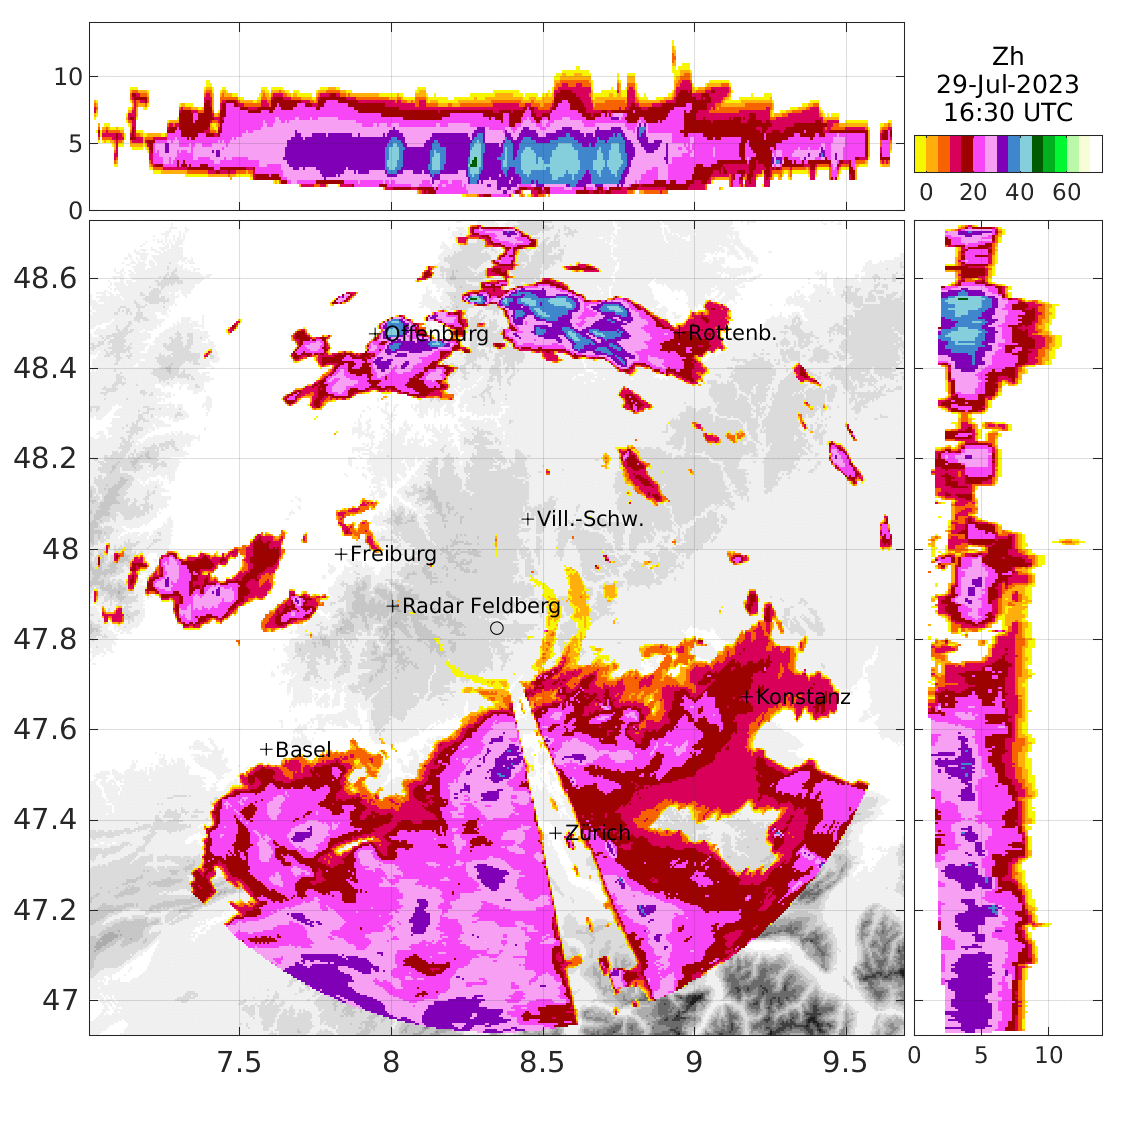 Zh
29-Jul-2023
16:30 UTC
0 20 40 60
10
5
0
48.6
48.4
48.2
48
47.8
47.6
47.4
47.2
47
Offenburg
Rottenb.
Vill.-Schw.
Freiburg
Radar Feldberg
Konstanz
Basel
Zürich
7.5 8 8.5 9 9.5
0 5 10